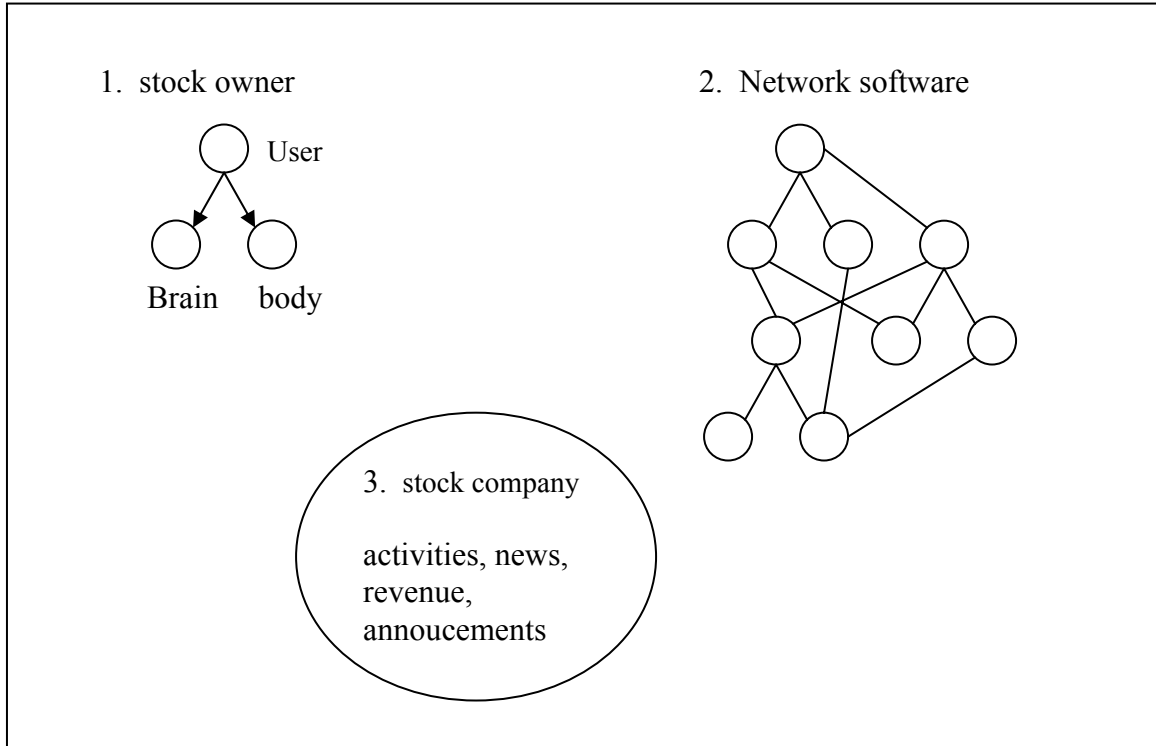 1. stock owner
2. Network software
User
Brain body
3. stock company
activities, news,
revenue,
annoucements